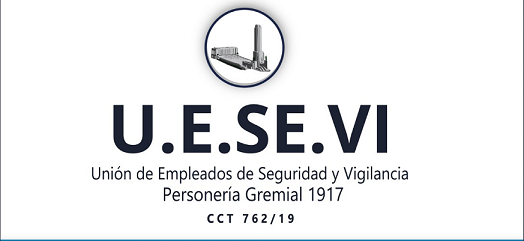 U.E.SE.VI
Unión de Empleados de Seguridad y Vigilancia
Personería Gremial 1917
CCT 762/19